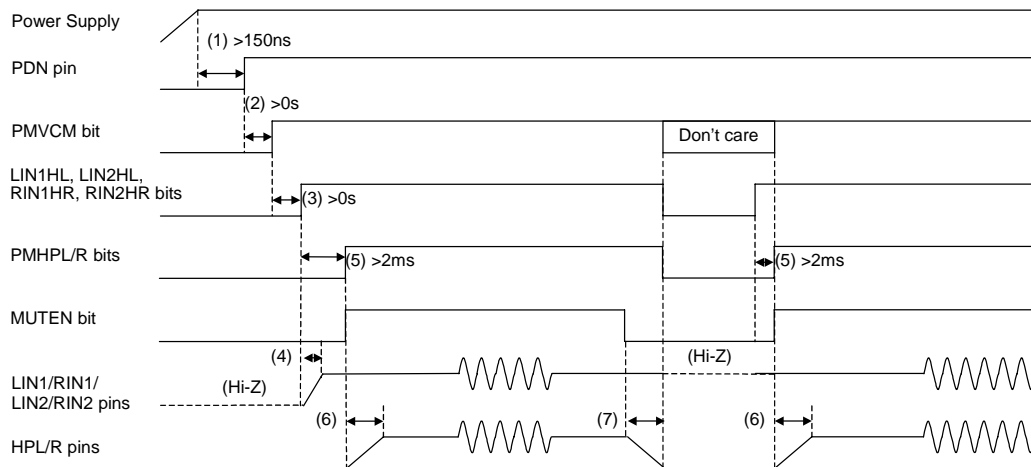 Power Supply
(1) >150ns
PDN pin
(2) >0s
PMVCM bit
Don't care
LIN1HL, LIN2HL,
RIN1HR, RIN2HR bits
(3) >0s
PMHPL/R bits
(5) >2ms
(5) >2ms
MUTEN bit
(4)
(Hi-Z)
(Hi-Z)
LIN1/RIN1/
LIN2/RIN2 pins
(6)
(7)
(6)
HPL/R pins